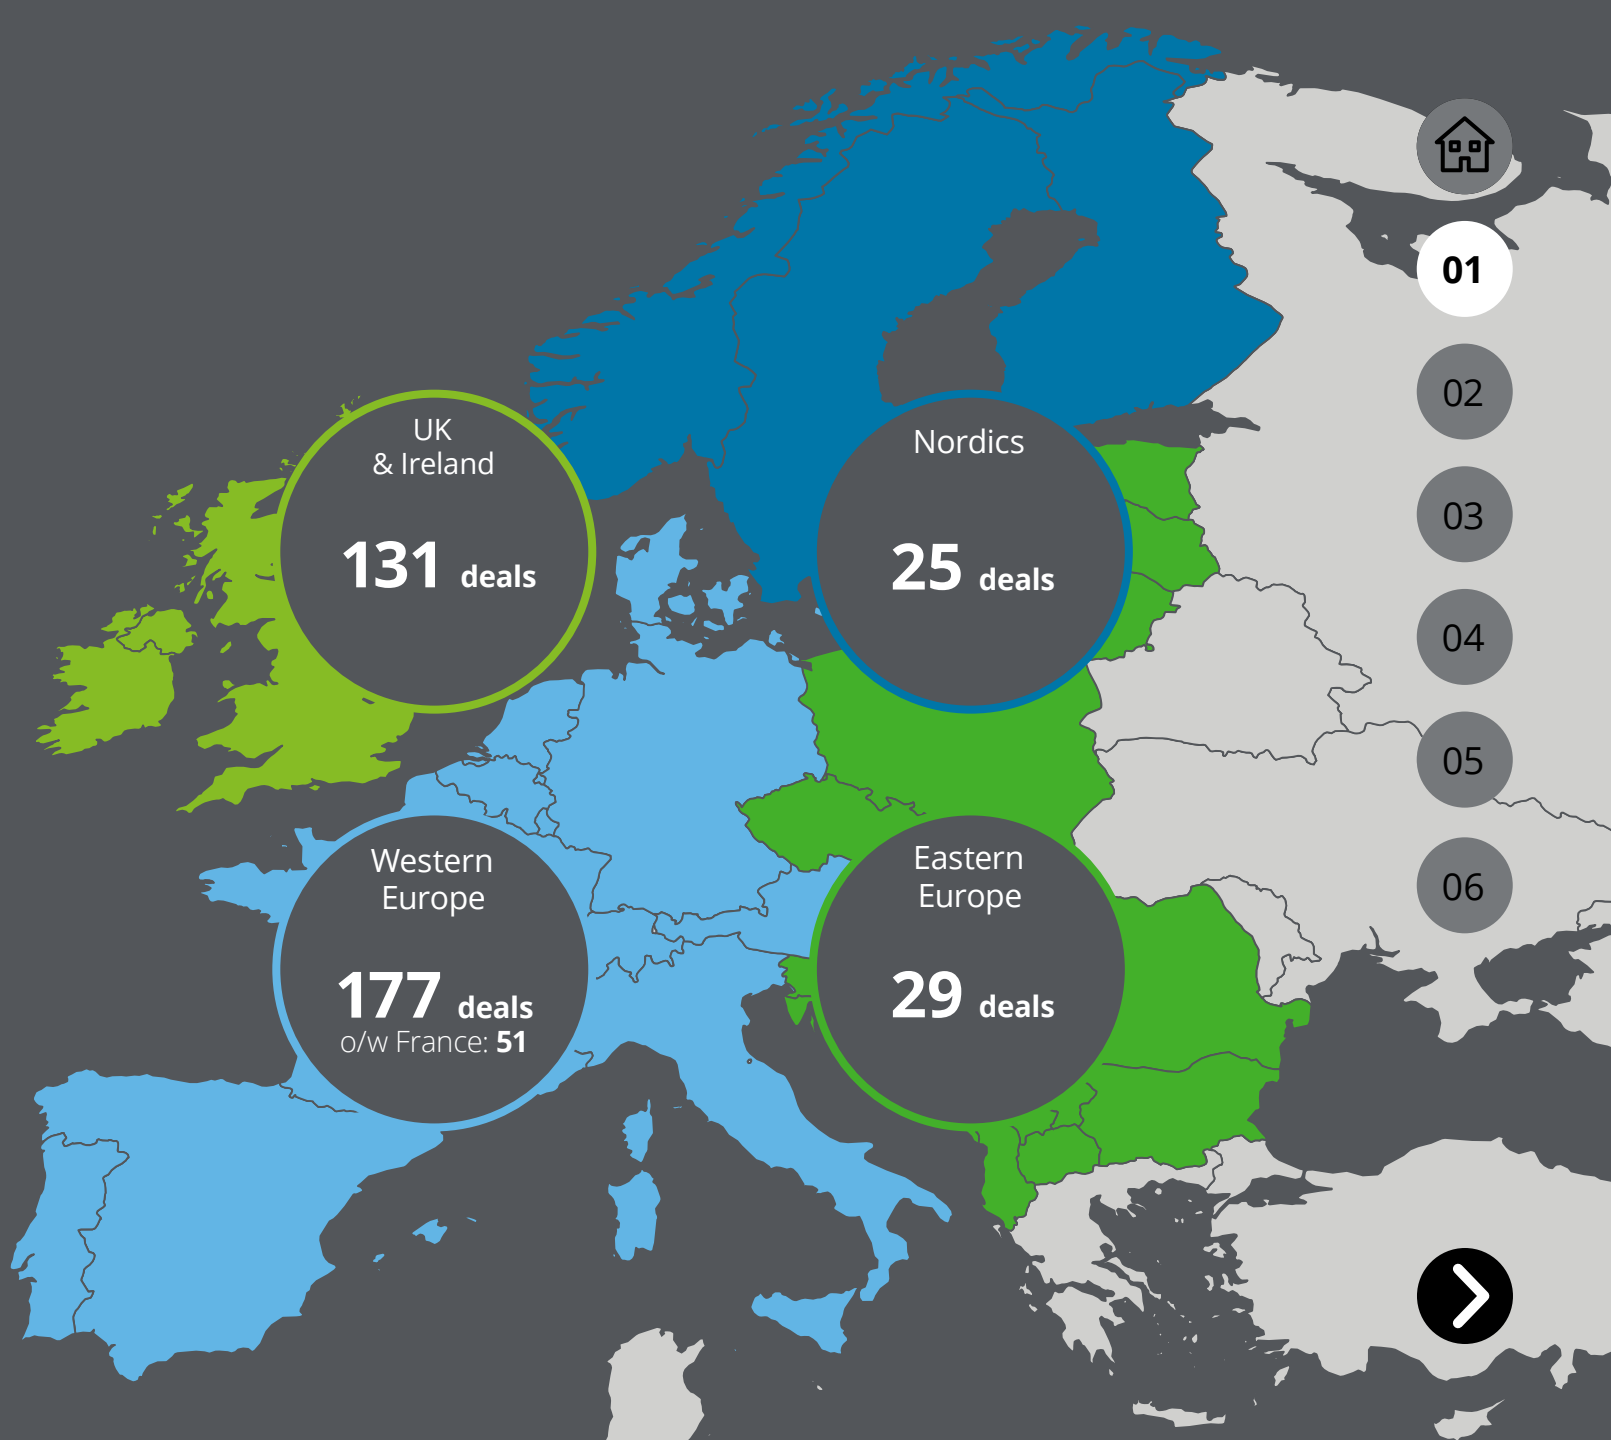 UK
& Ireland
131 deals
Nordics
25 deals
Western
Europe
177 deals
o/w France: 51
Eastern
Europe
29 deals
01
02
03
04
05
06